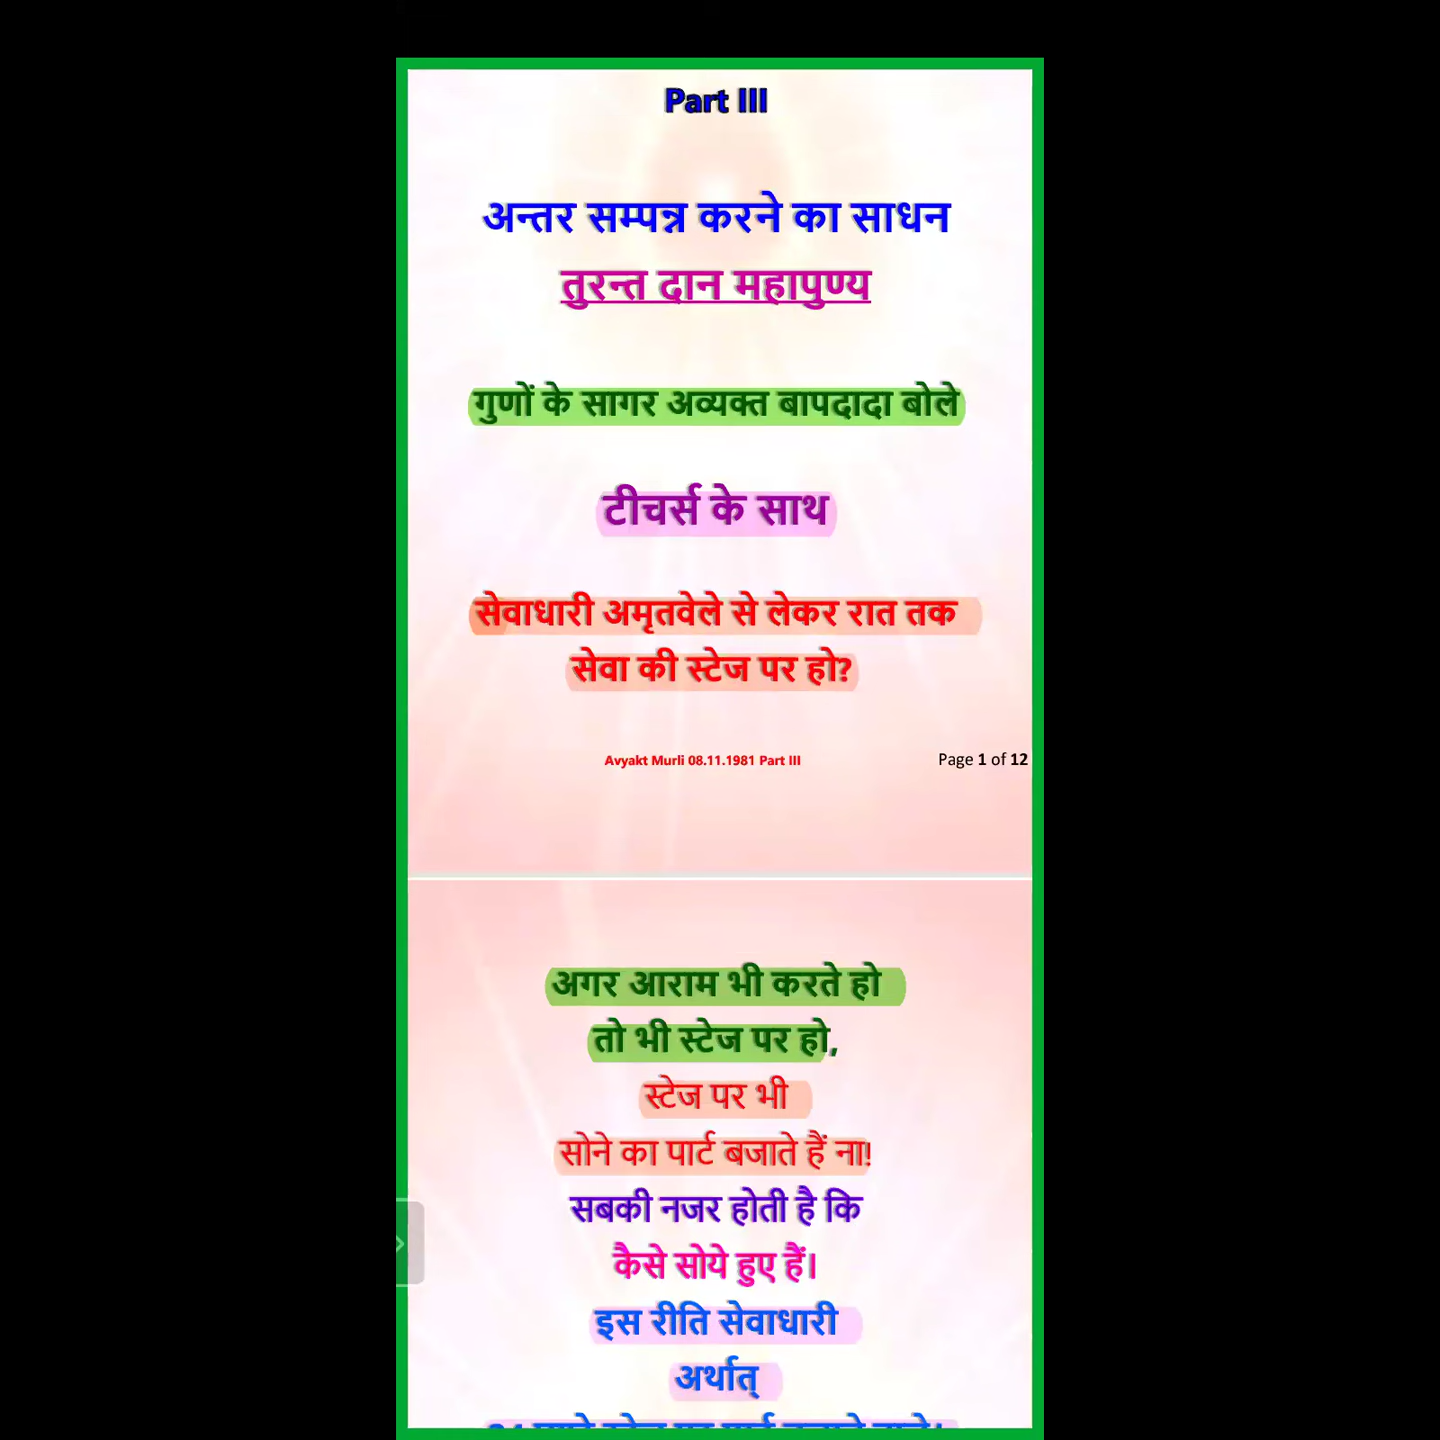 Part III
अन्तर सम्पन्न करने का साधन
तुरन्त दान महापुण्य
गुणों के सागर अव्यक्त बापदादा बोले
टीचर्स के साथ
सेवाधारी अमृतवेले से लेकर रात तक
सेवा की स्टेज पर हो?
Avyakt Murli 08.11.1981 Part III
Page 1 of 12
अगर आराम भी करते हो
तो भी स्टेज पर हो,
स्टेज पर भी
सोने का पार्ट बजाते हैं ना!
सबकी नजर होती है कि
कैसे सोये हुए हैं।
इस रीति सेवाधारी
अर्थात्